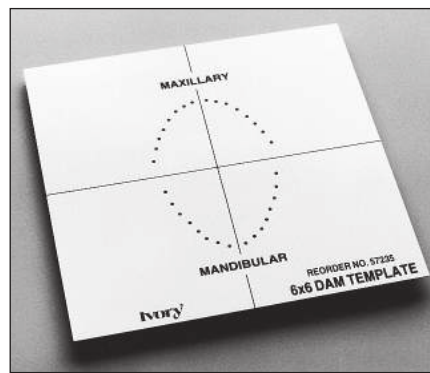 MAXILLARY
MANDIBULAR
REORDER NO. 57235
6x6 DAM TEMPLATE
Ivory